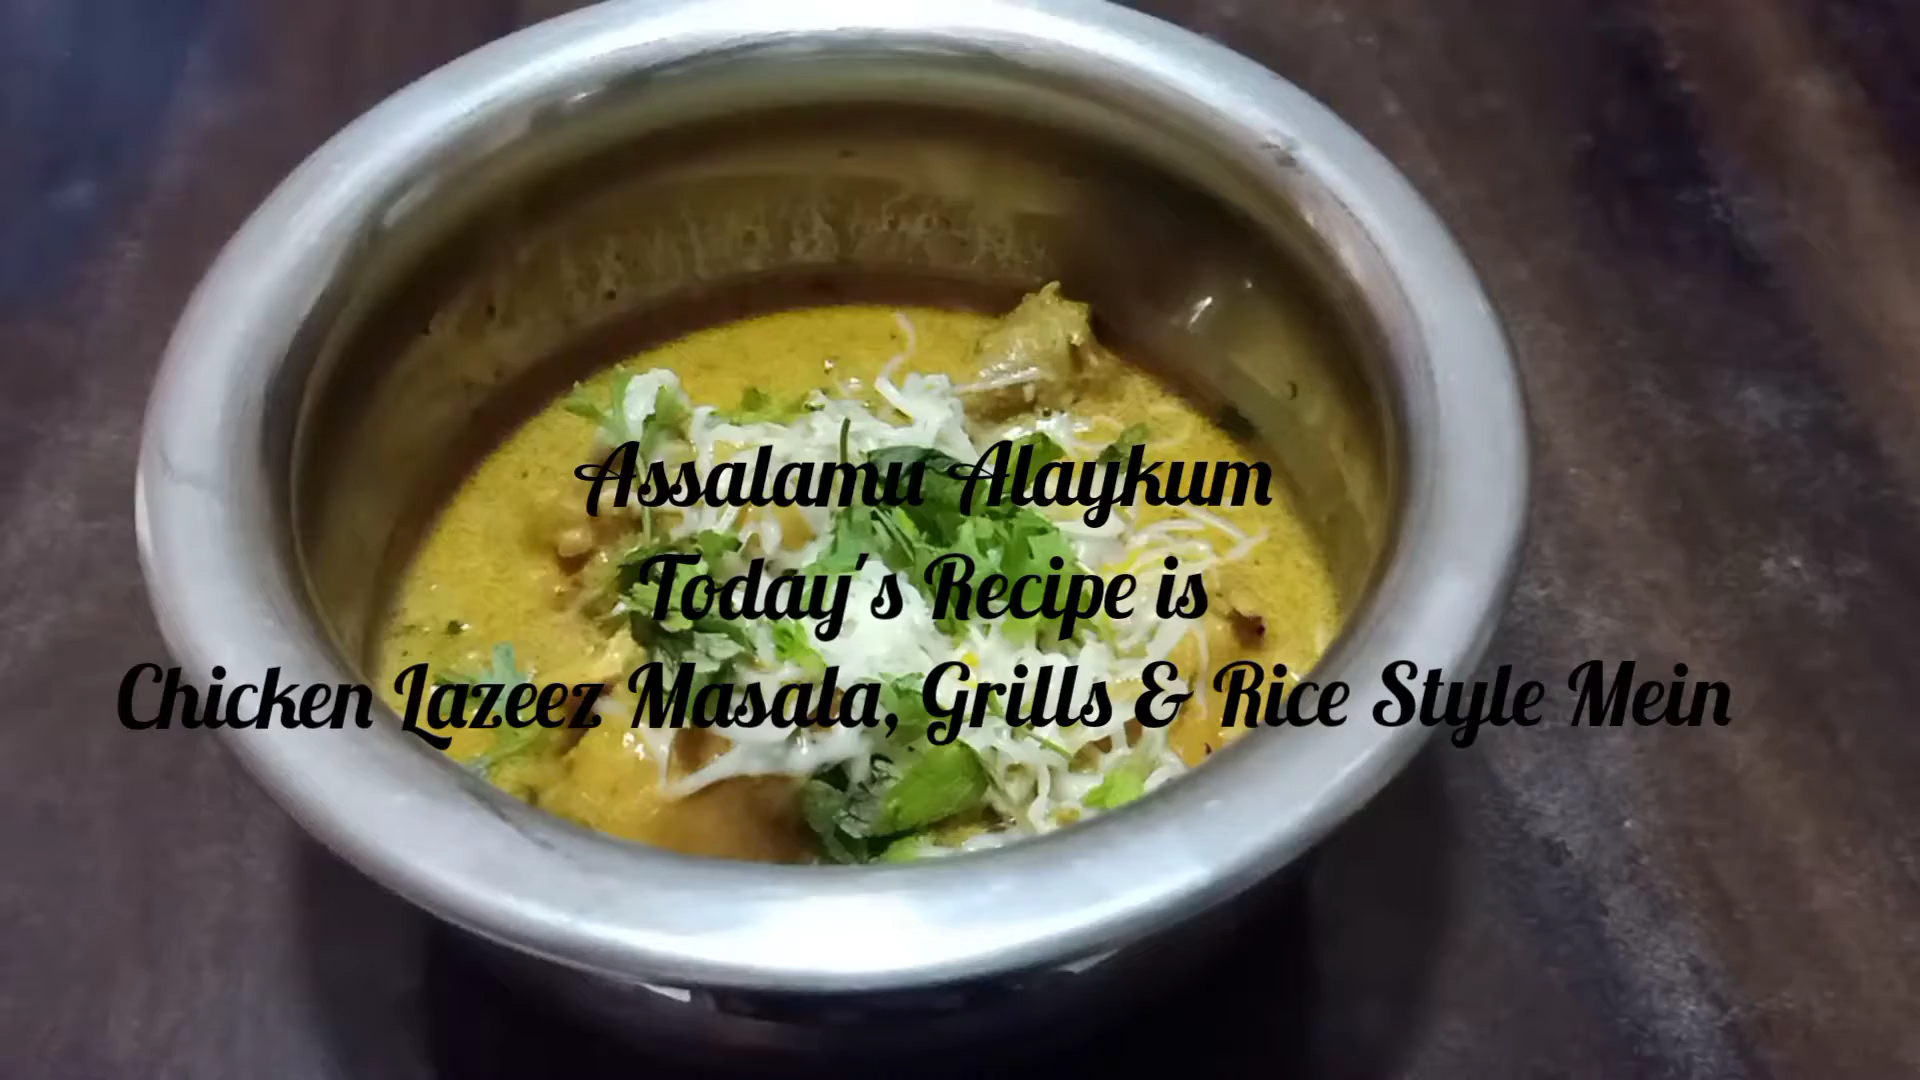 Assalamu Alaykum
Today's Recipe is
Chicken Lazeez Masala, Grills & Rice Style Mein